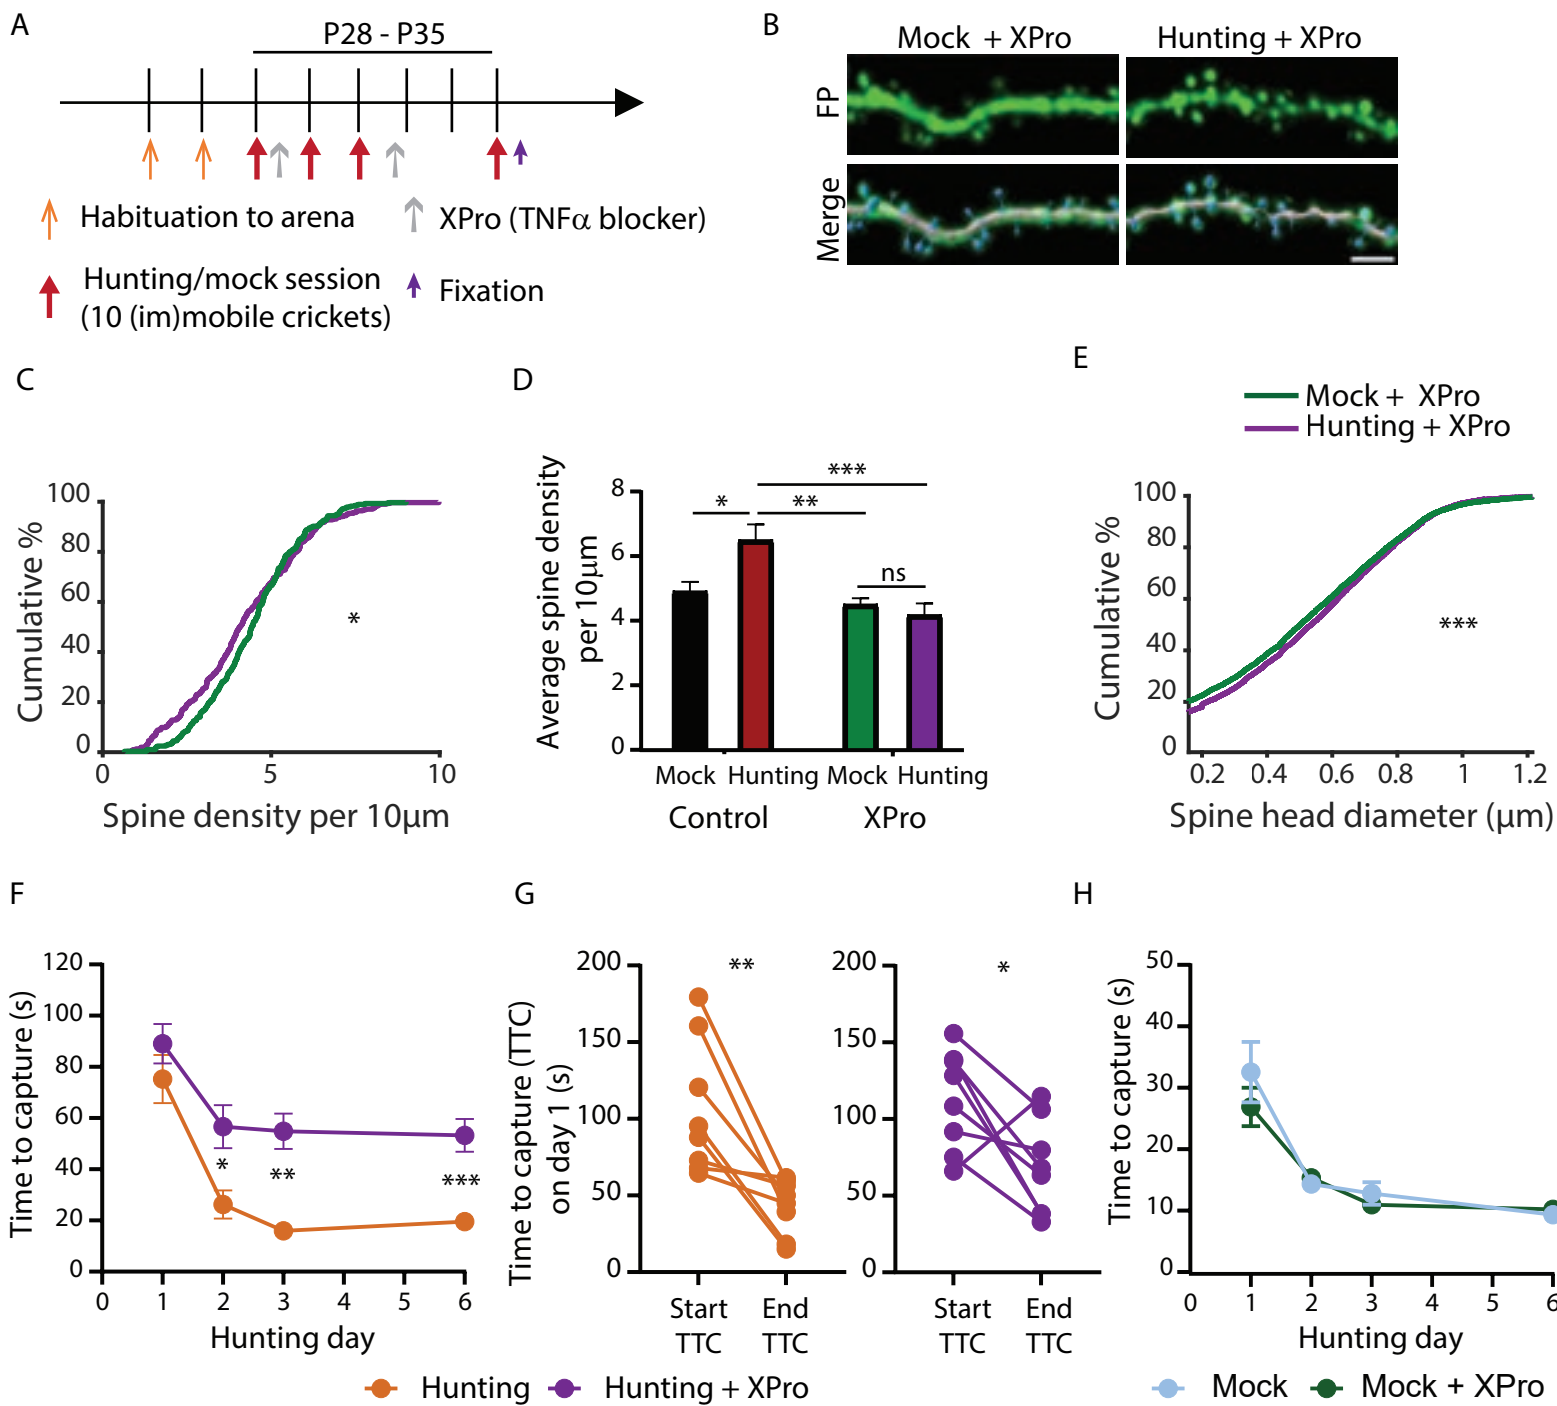 A
P28 - P35
Habituation to arena
XPro (TNFα blocker)
Hunting/mock session
(10 (im)mobile crickets)
Fixation
B
Mock + XPro
Hunting + XPro
FP
Merge
C
100
80
60
40
20
0
0
5
10
Cumulative %
Spine density per 10µm
*
D
Average spine density
per 10µm
8
6
4
2
0
*
**
***
ns
Mock
Hunting
Mock
Hunting
Control
XPro
E
Mock + XPro
Hunting + XPro
Cumulative %
100
80
60
40
20
0
0.2
0.4
0.6
0.8
1
1.2
***
Spine head diameter (µm)
F
Time to capture (s)
120
100
80
60
40
20
0
0
1
2
3
4
5
6
*
**
***
Hunting day
G
Time to capture (TTC)
on day 1 (s)
200
150
100
50
0
**
Start
TTC
End
TTC
200
150
100
50
0
*
Start
TTC
End
TTC
Hunting
Hunting + XPro
H
Time to capture (s)
50
40
30
20
10
0
0
1
2
3
4
5
6
Hunting day
Mock
Mock + XPro